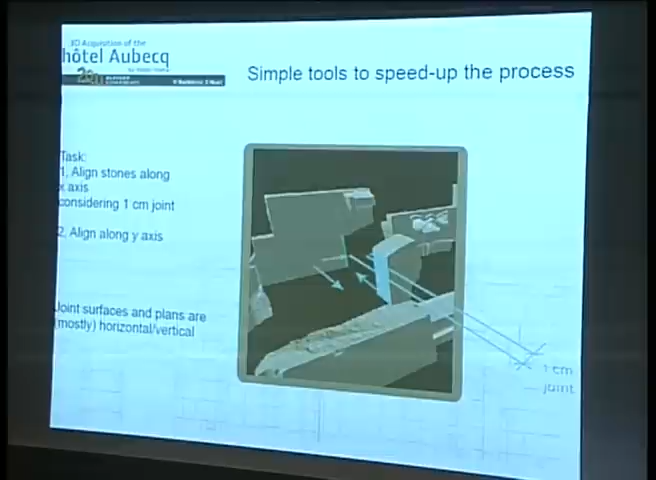 3D Acquisition of the
hôtel Aubecq
Simple tools to speed-up the process
Task:
1, Align stones along
x axis
considering 1 cm joint
2, Align along y axis
Joint surfaces and plans are
(mostly) horizontal/vertical
1 cm
joint